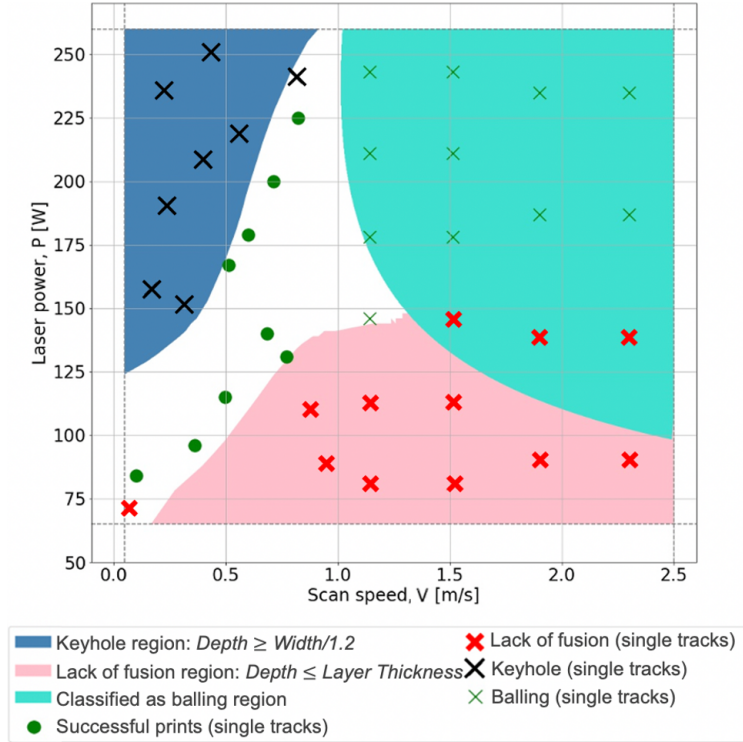 250
225
200
175
150
125
100
75
50
Laser power, P [W]
0.0 0.5 1.0 1.5 2.0 2.5
Scan speed, V [m/s]
Keyhole region: Depth ≥ Width/1.2
Lack of fusion region: Depth ≤ Layer Thickness
Classified as balling region
Successful prints (single tracks)
Lack of fusion (single tracks)
Keyhole (single tracks)
Balling (single tracks)